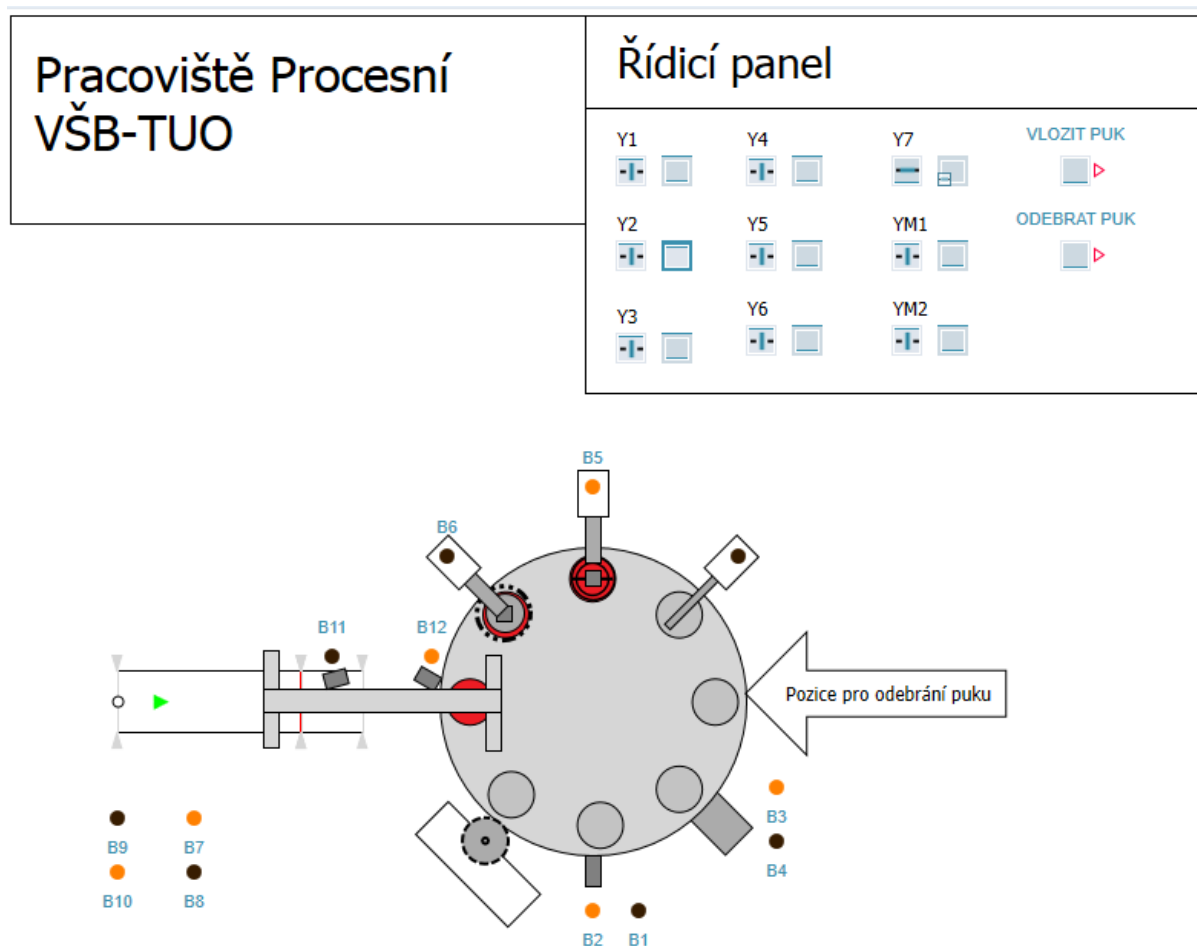 Pracoviště Procesní
VŠB-TUO
Řídicí panel
Y1
Y4
Y7
VLOZIT PUK
Y2
Y5
YM1
ODEBRAT PUK
Y3
Y6
YM2
B5
B6
B11
B12
Pozice pro odebrání puku
B3
B4
B9
B7
B10
B8
B2
B1